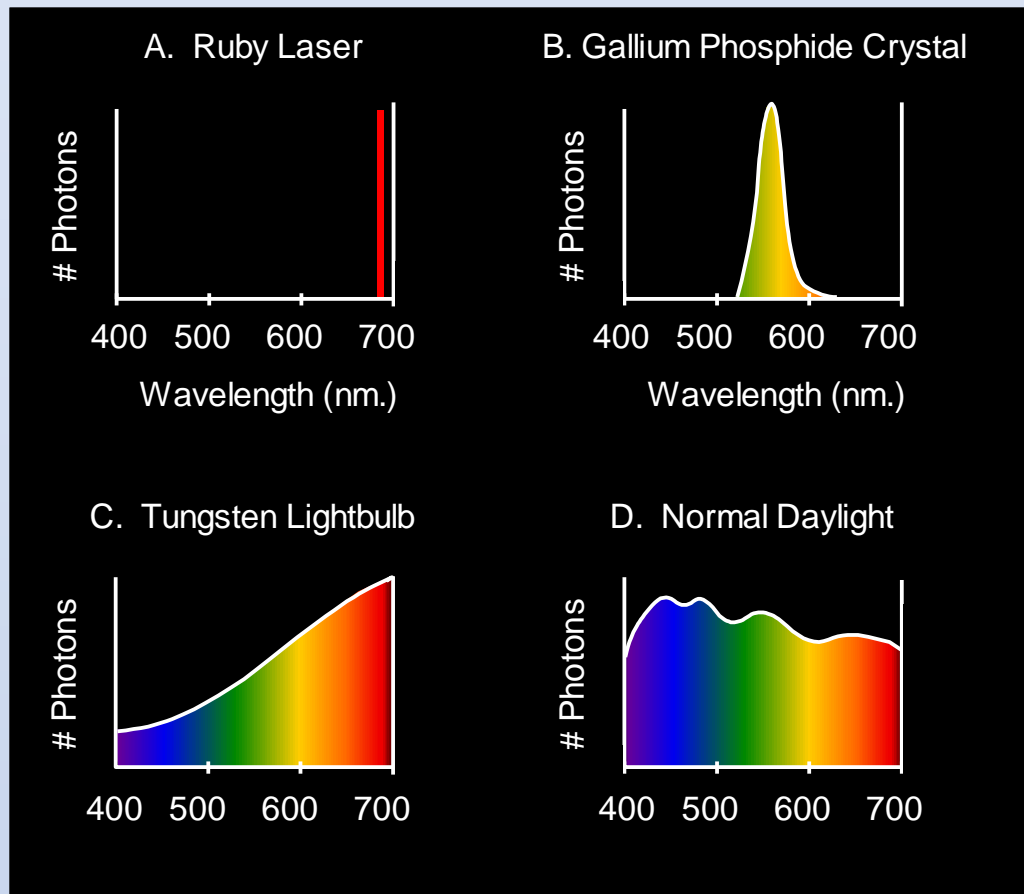 A. Ruby Laser
# Photons
400 500 600 700
Wavelength (nm.)
B. Gallium Phosphide Crystal
# Photons
400 500 600 700
Wavelength (nm.)
C. Tungsten Lightbulb
# Photons
400 500 600 700
D. Normal Daylight
# Photons
400 500 600 700